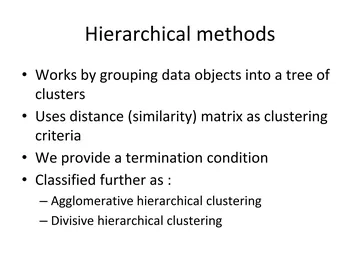 Hierarchical methods
• Works by grouping data objects into a tree of
clusters
• Uses distance (similarity) matrix as clustering
criteria
• We provide a termination condition
• Classified further as :
– Agglomerative hierarchical clustering
– Divisive hierarchical clustering